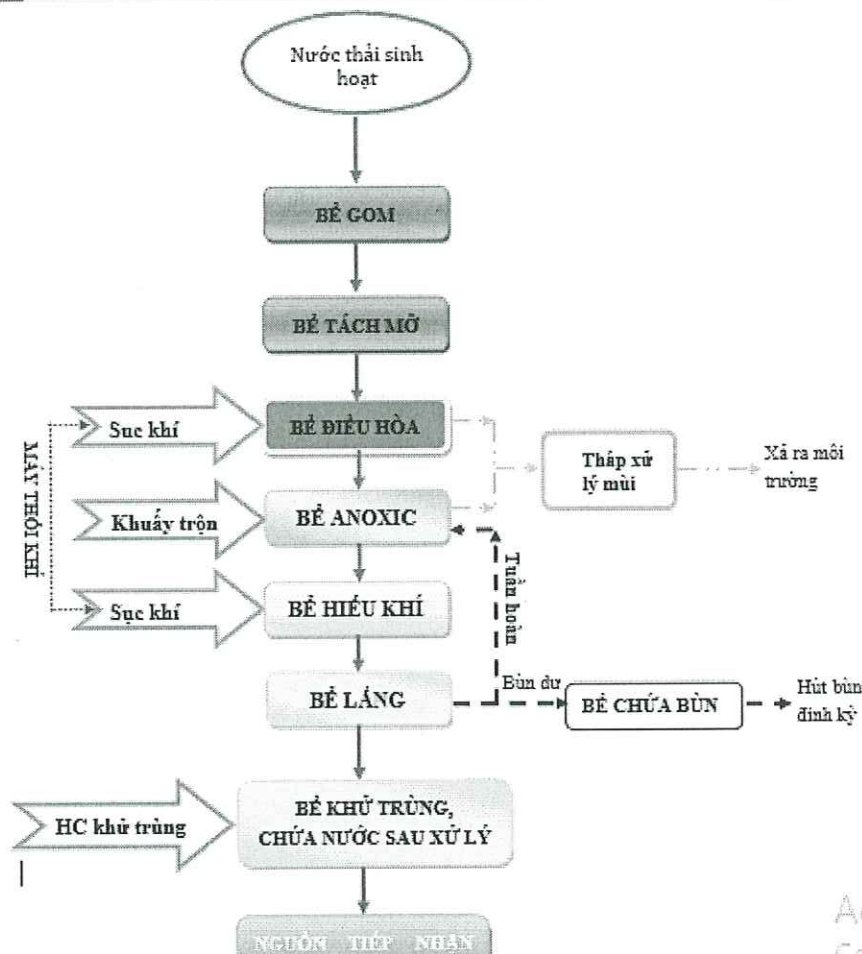 Nước thải sinh
hoạt
BỂ GOM
BỂ TÁCH MỠ
Suc khí
BỂ ĐIỀU HÒA
Tháp xử
lý mùi
Xả ra môi
trường
MÁY THỔI KHÍ
Khuấy trộn
BỂ ANOXIC
Tuần hoàn
Sục khí
BỂ HIẾU KHÍ
BỂ LẮNG
Bùn dư
BỂ CHỨA BÙN
Hút bùn
định kỳ
HC khử trùng
BỂ KHỬ TRÙNG,
CHỨA NƯỚC SAU XỬ LÝ
NGUỒN TIẾP NHẬN